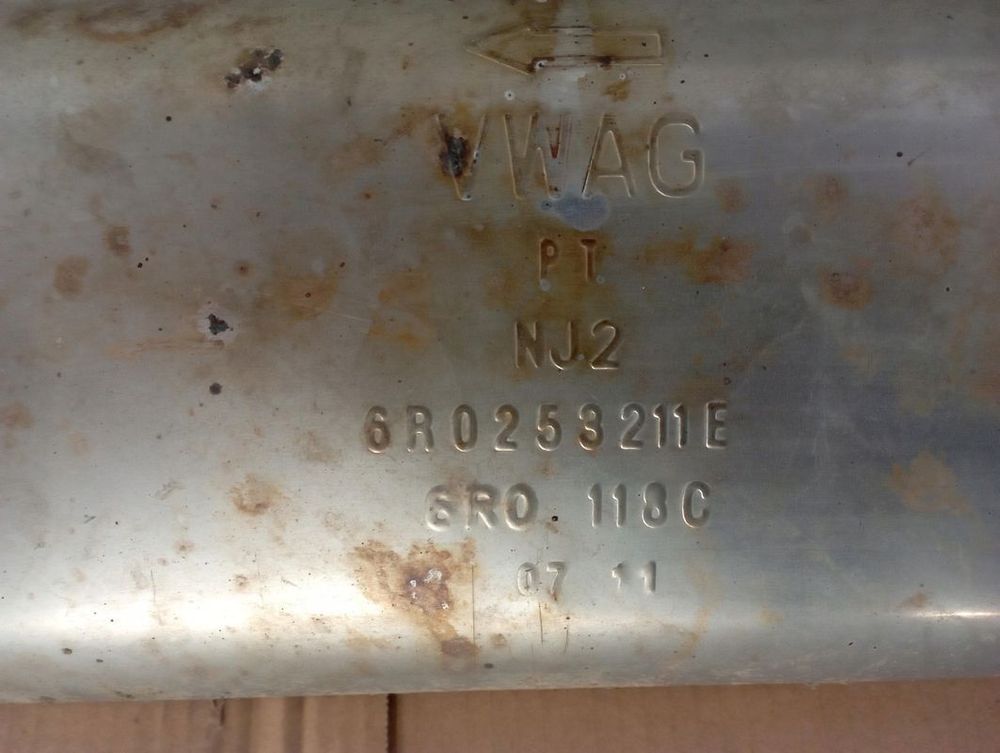 VWAG
PT
NJ2
6R0253211E
6R0 118C
07 11